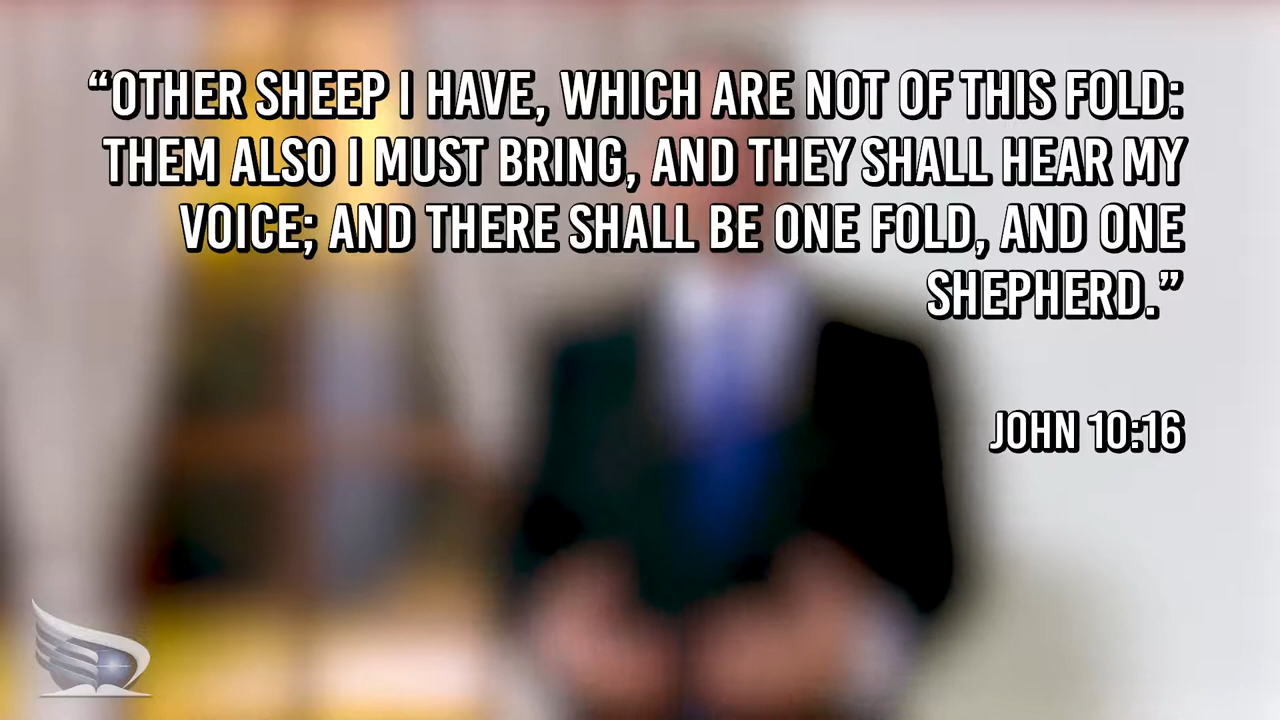 “OTHER SHEEP I HAVE, WHICH ARE NOT OF THIS FOLD:
THEM ALSO I MUST BRING, AND THEY SHALL HEAR MY
VOICE; AND THERE SHALL BE ONE FOLD, AND ONE
SHEPHERD.”
JOHN 10:16